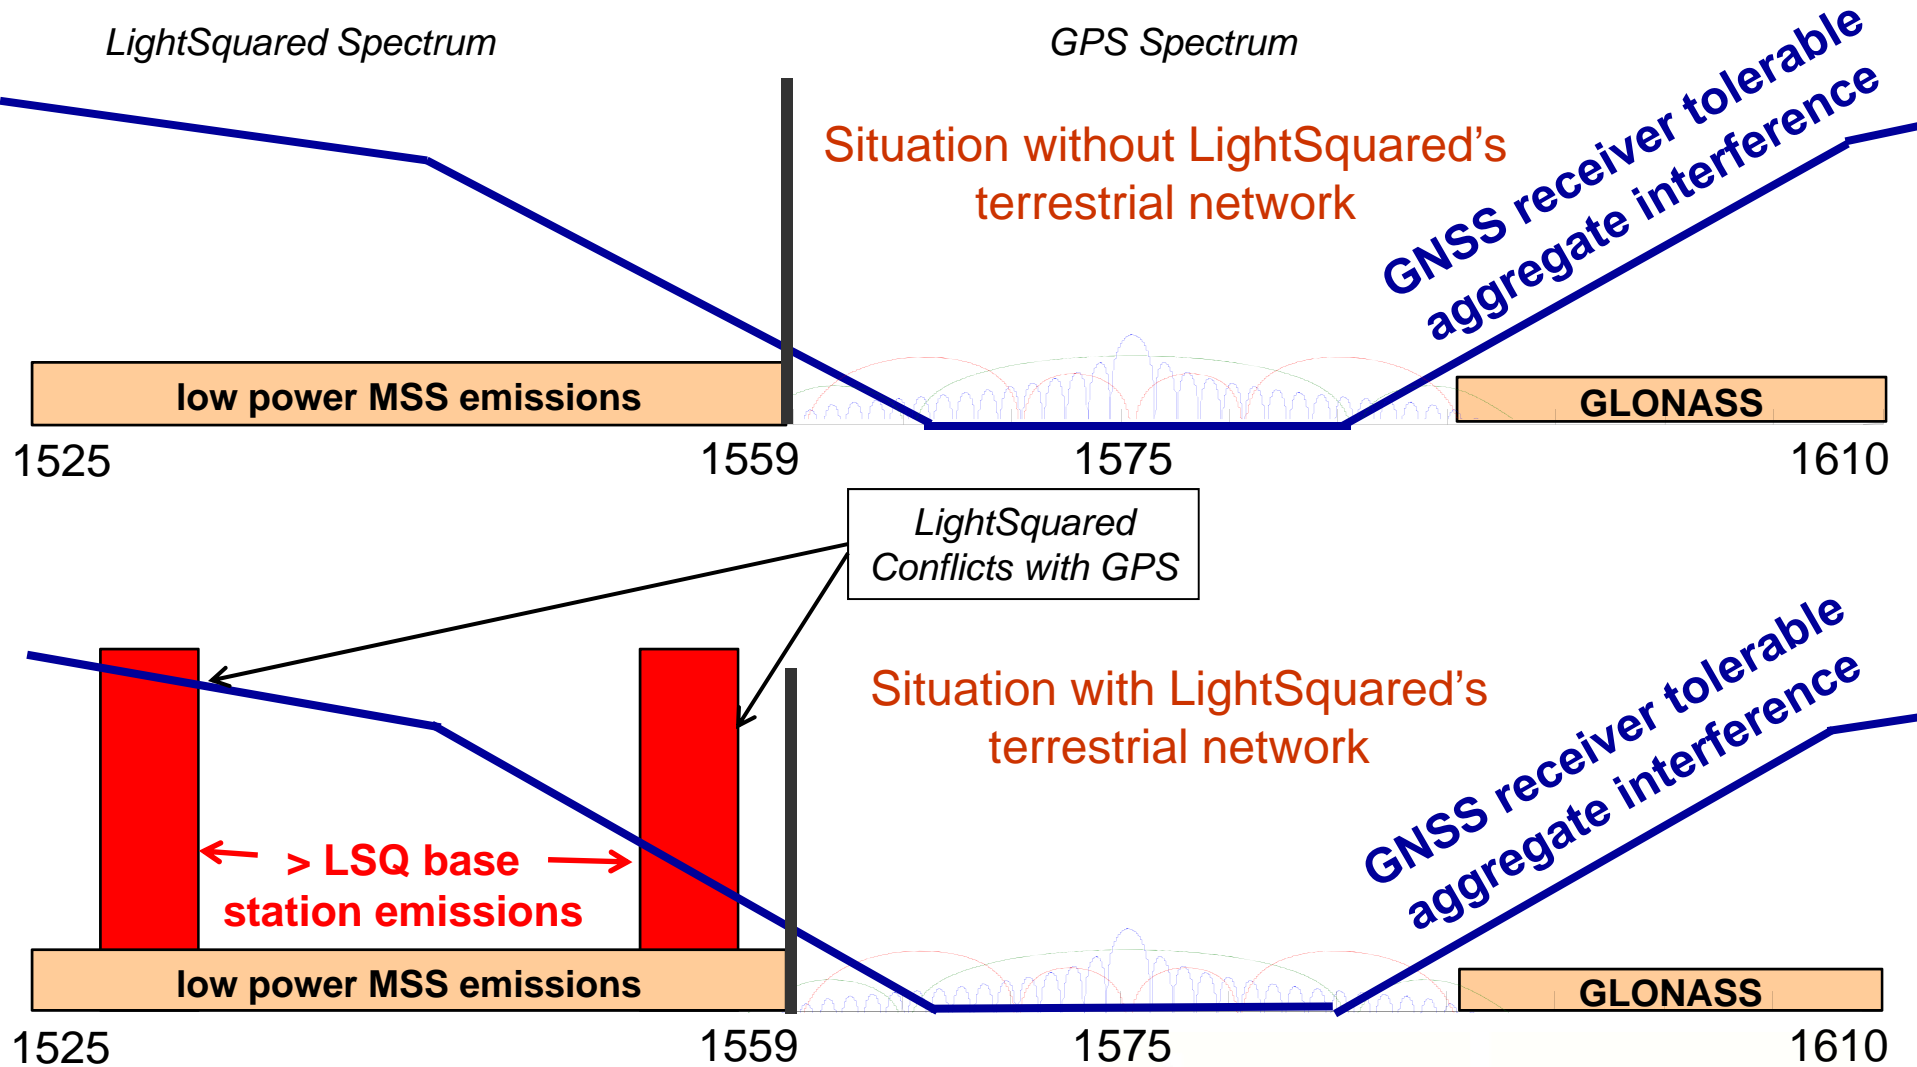 LightSquared Spectrum
GPS Spectrum
Situation without LightSquared's
terrestrial network
GNSS receiver tolerable
aggregate interference
low power MSS emissions
GLONASS
1525
1559
1575
1610
LightSquared
Conflicts with GPS
Situation with LightSquared's
terrestrial network
GNSS receiver tolerable
aggregate interference
> LSQ base
station emissions
low power MSS emissions
GLONASS
1525
1559
1575
1610